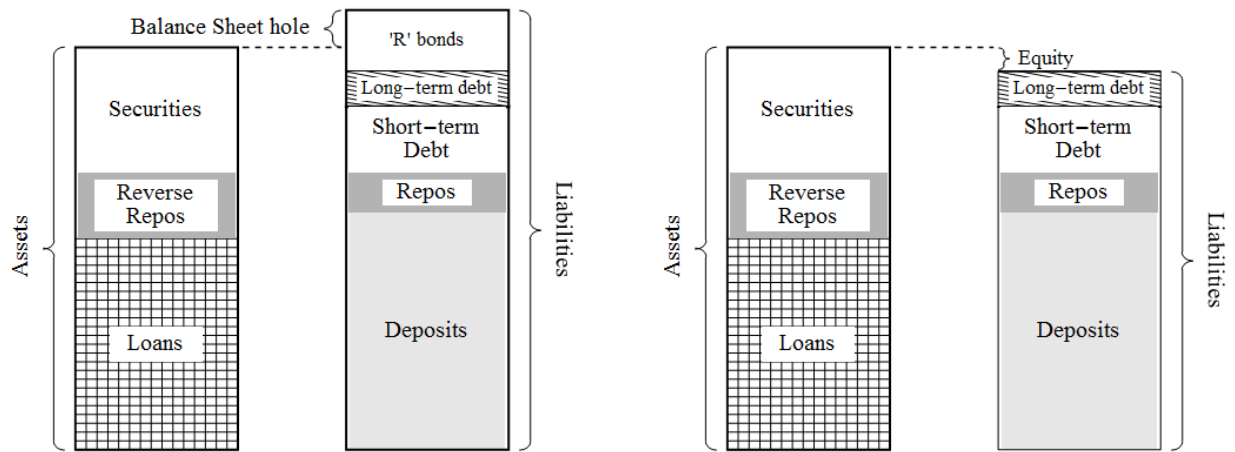 Balance Sheet hole
'R' bonds
Long-term debt
Securities
Short-term
Debt
Reverse
Repos
Repos
Assets
Liabilities
Loans
Deposits
Equity
Long-term debt
Securities
Short-term
Debt
Reverse
Repos
Repos
Assets
Liabilities
Loans
Deposits